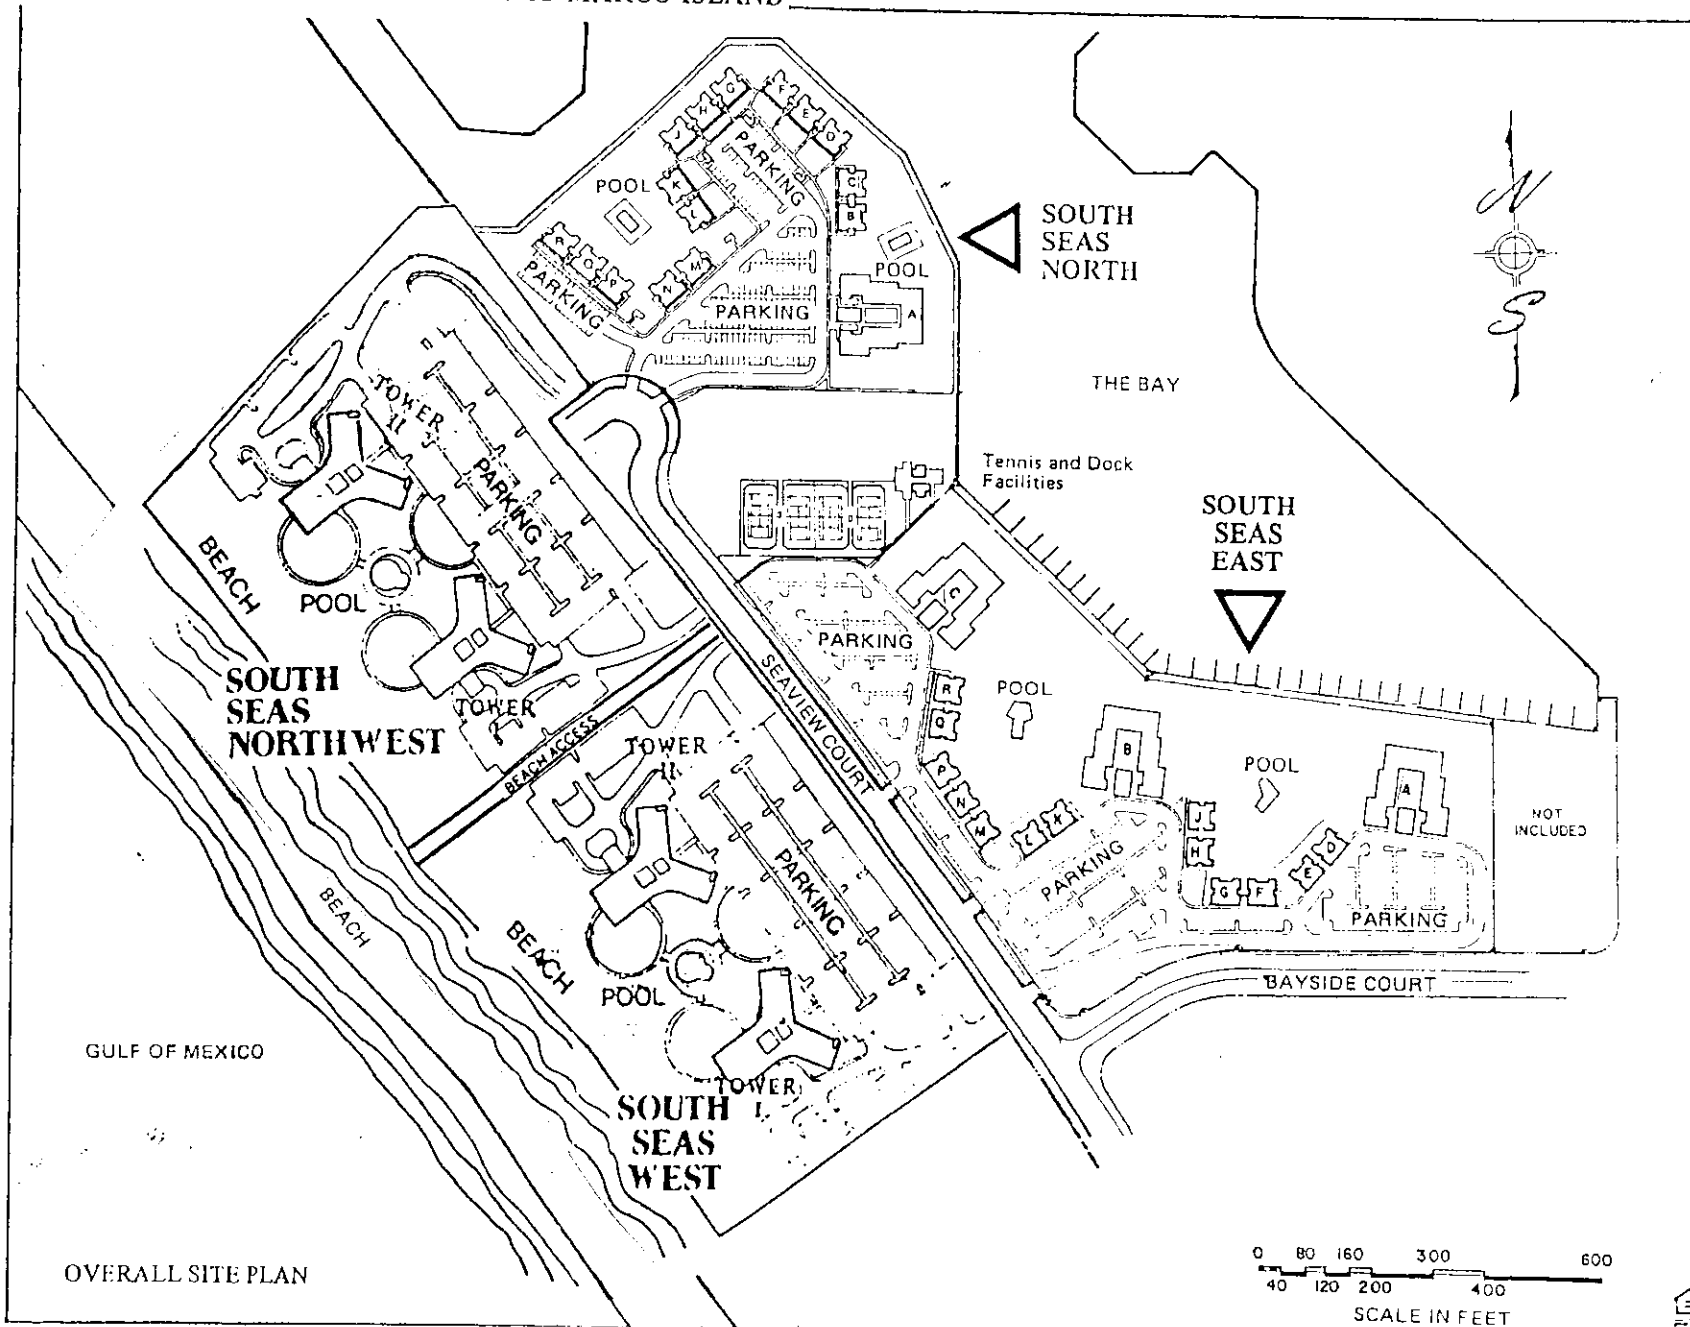 MARCO ISLAND
N
S
SOUTH
SEAS
NORTH
G
H
J
F
E
D
PARKING
C
B
POOL
K
L
POOL
R
Q
P
PARKING
N
M
PARKING
A
THE BAY
Tennis and Dock
Facilities
SOUTH
SEAS
EAST
TOWER
II
PARKING
BEACH
POOL
TOWER
SOUTH
SEAS
NORTHWEST
BEACH ACCESS
SEAVIEW COURT
C
PARKING
R
Q
POOL
P
N
M
L
K
B
POOL
A
J
H
G
F
E
D
PARKING
PARKING
NOT
INCLUDED
BAYSIDE COURT
TOWER
II
PARKING
BEACH
BEACH
POOL
TOWER
I
SOUTH
SEAS
WEST
GULF OF MEXICO
OVERALL SITE PLAN
0 80 160 300 600
40 120 200 400
SCALE IN FEET